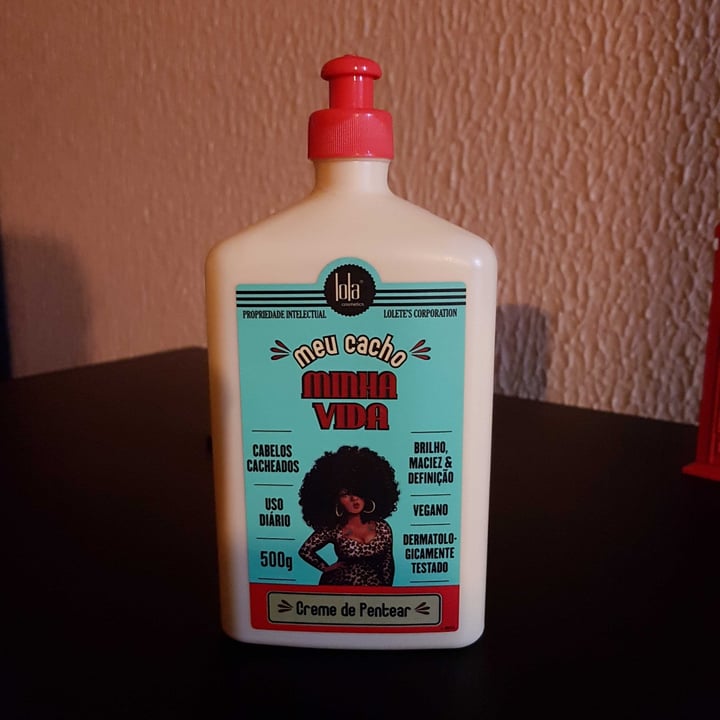 lola
cosmetics
PROPRIEDADE INTELECTUAL
LOLETE'S CORPORATION
meu cacho
MINHA
VIDA
CABELOS
CACHEADOS
USO
DIÁRIO
500g
BRILHO,
MACIEZ &
DEFINIÇÃO
VEGANO
DERMATOLO-
GICAMENTE
TESTADO
Creme de Pentear